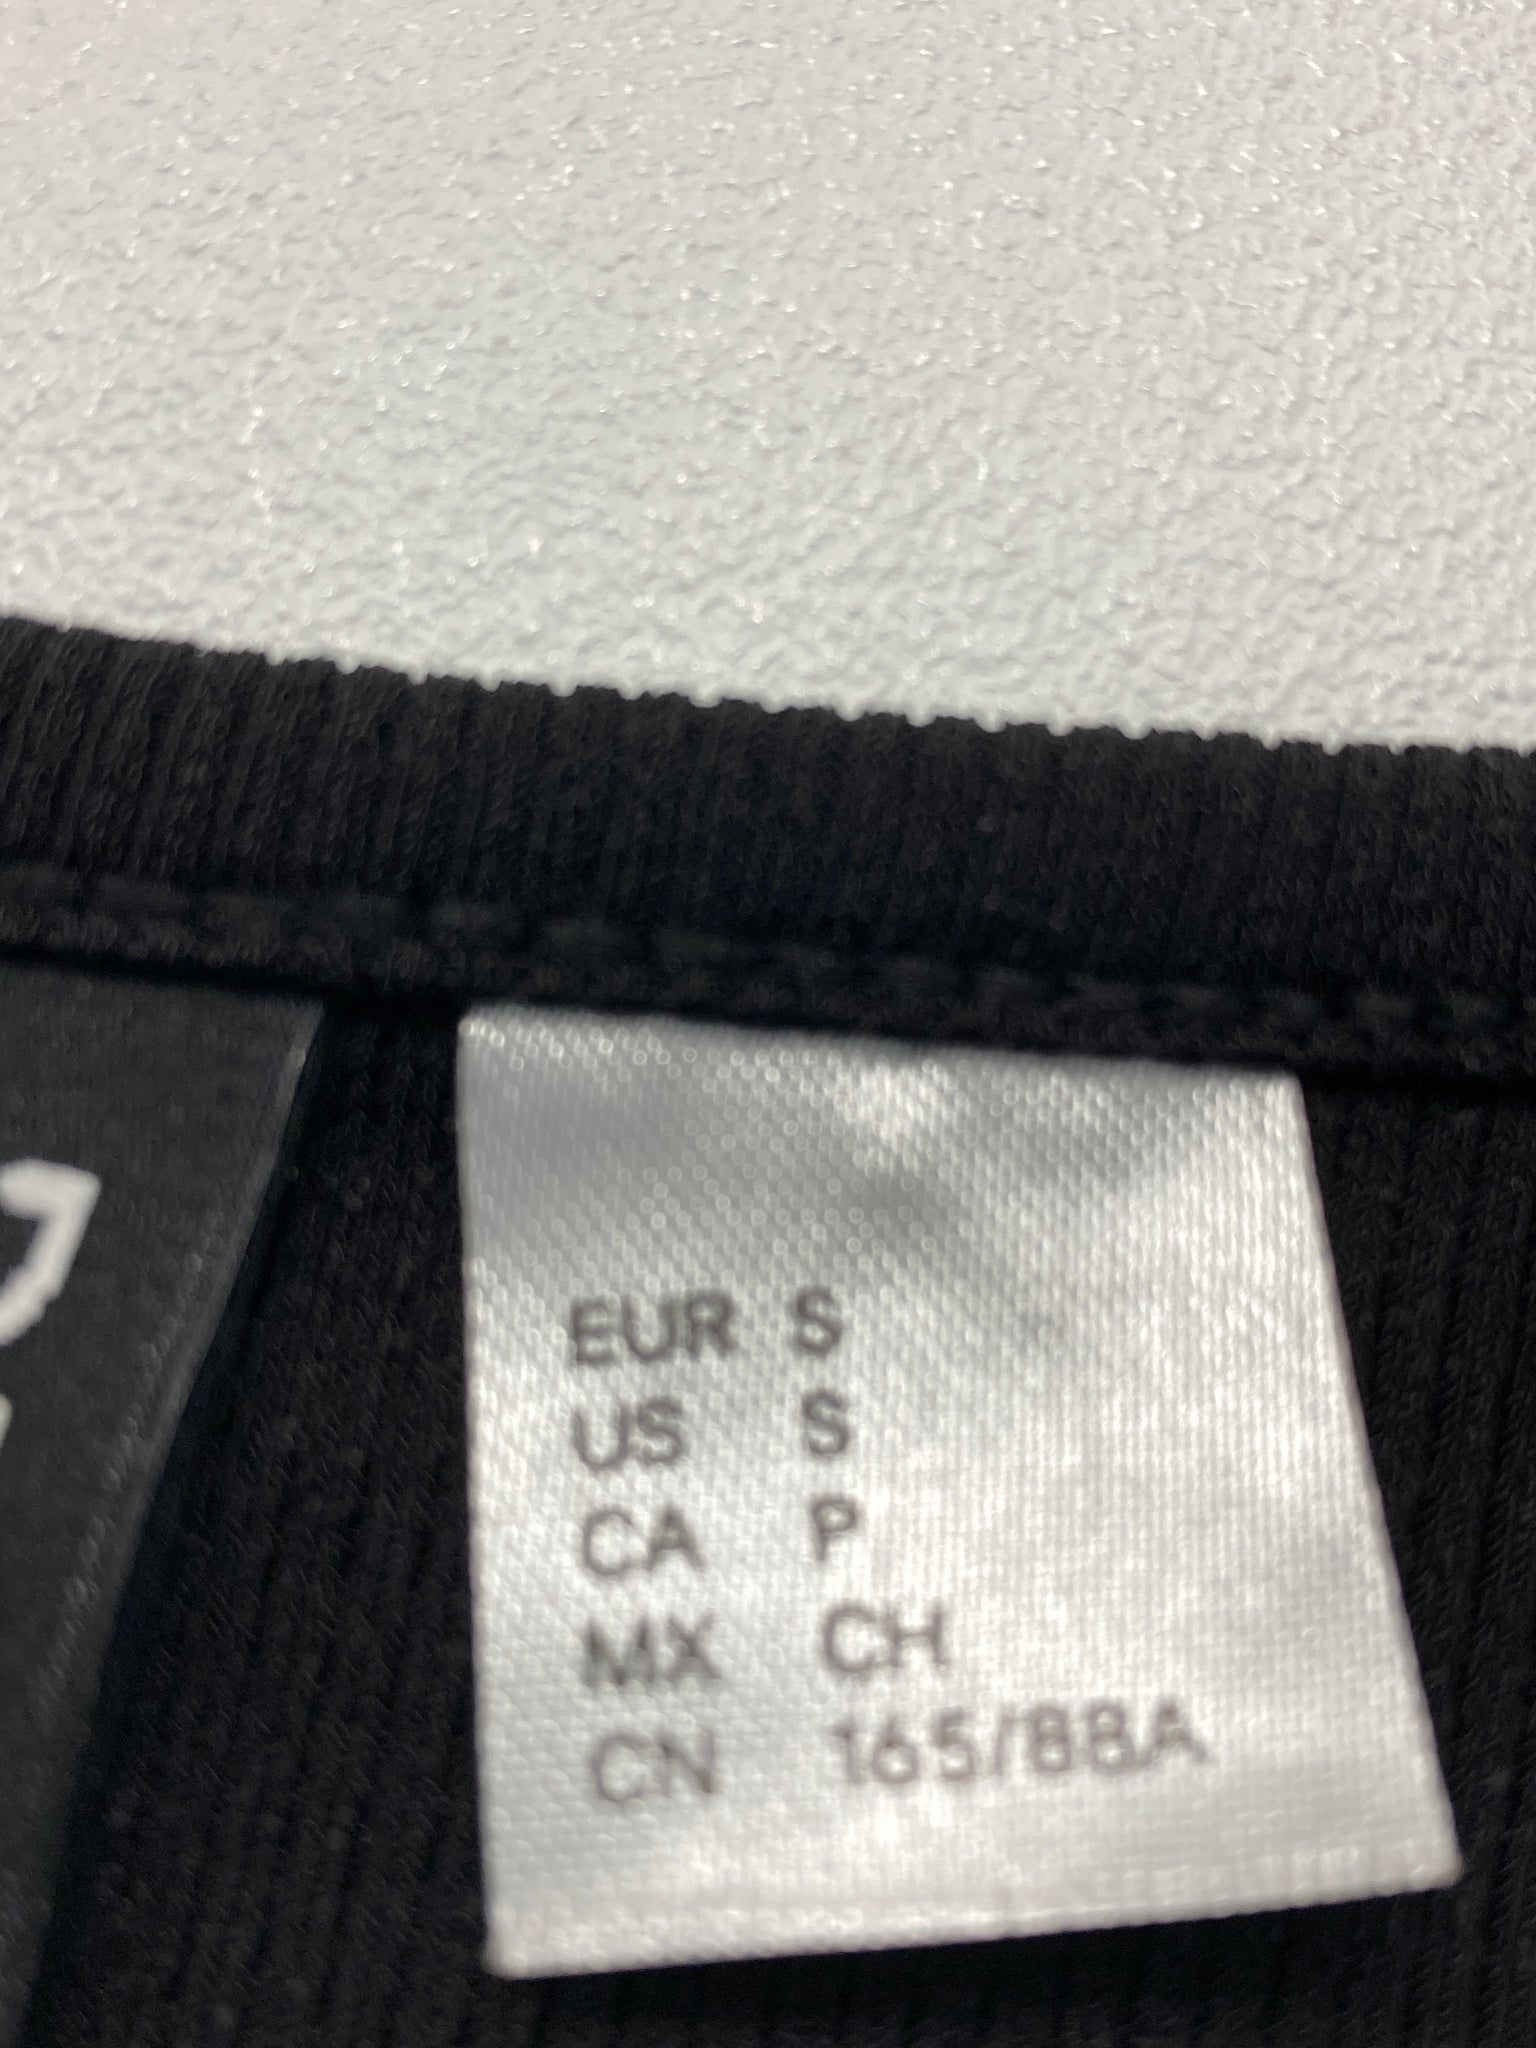 EUR S
US S
CA P
MX CH
CN 165/88A